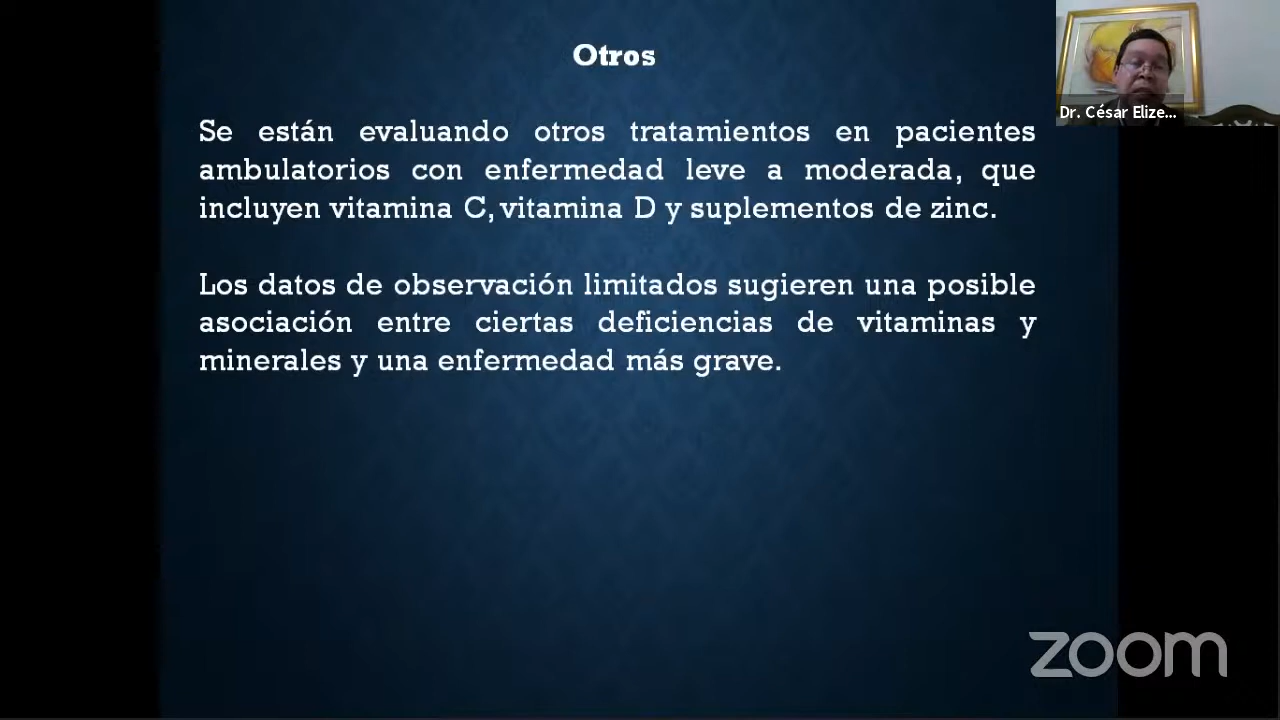 Otros
Dr. César Elize...
Se están evaluando otros tratamientos en pacientes
ambulatorios con enfermedad leve a moderada, que
incluyen vitamina C, vitamina D y suplementos de zinc.
Los datos de observación limitados sugieren una posible
asociación entre ciertas deficiencias de vitaminas y
minerales y una enfermedad más grave.
zoom